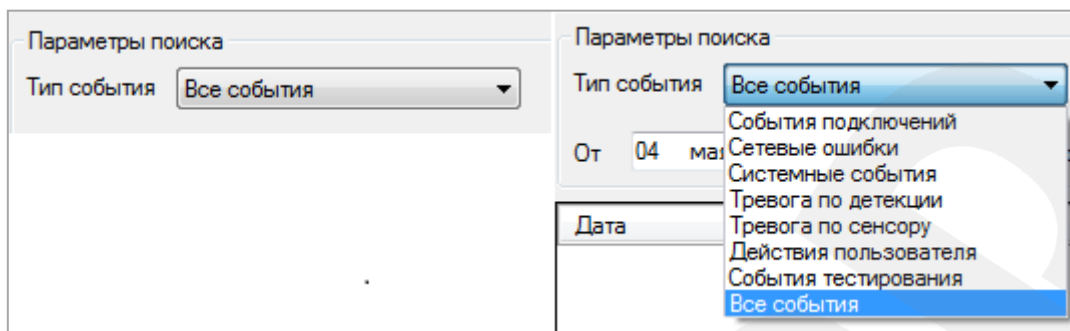 Параметры поиска
Тип события Все события
Параметры поиска
Тип события Все события
События подключений
От 04 Сетевые ошибки
Системные события
Тревога по детекции
Дата Тревога по сенсору
Действия пользователя
События тестирования
Все события